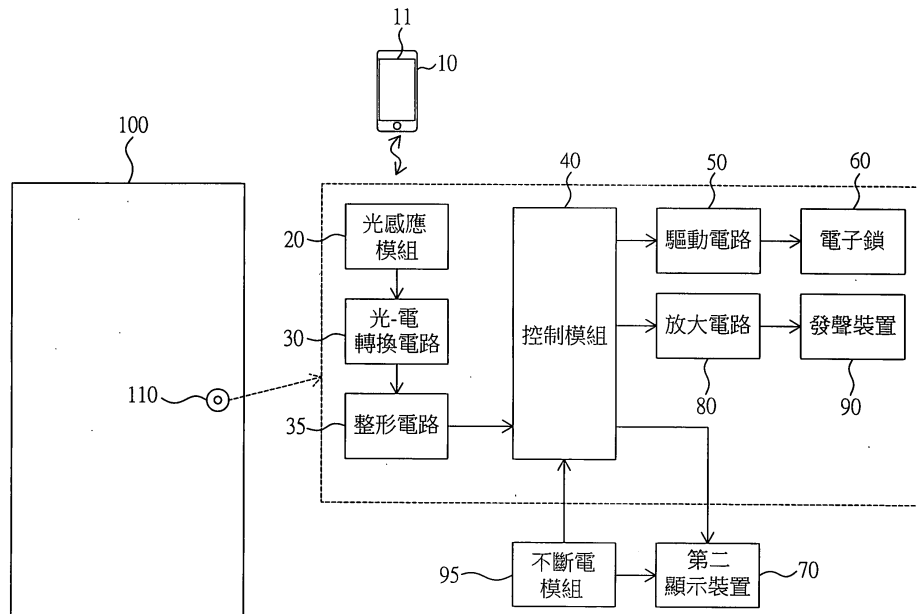 11
10
100
40
50
60
20
光感應
模組
驅動電路
電子鎖
30
光-電
轉換電路
控制模組
放大電路
發聲裝置
110
35
整形電路
80
90
95
不斷電
模組
第二
顯示裝置
70